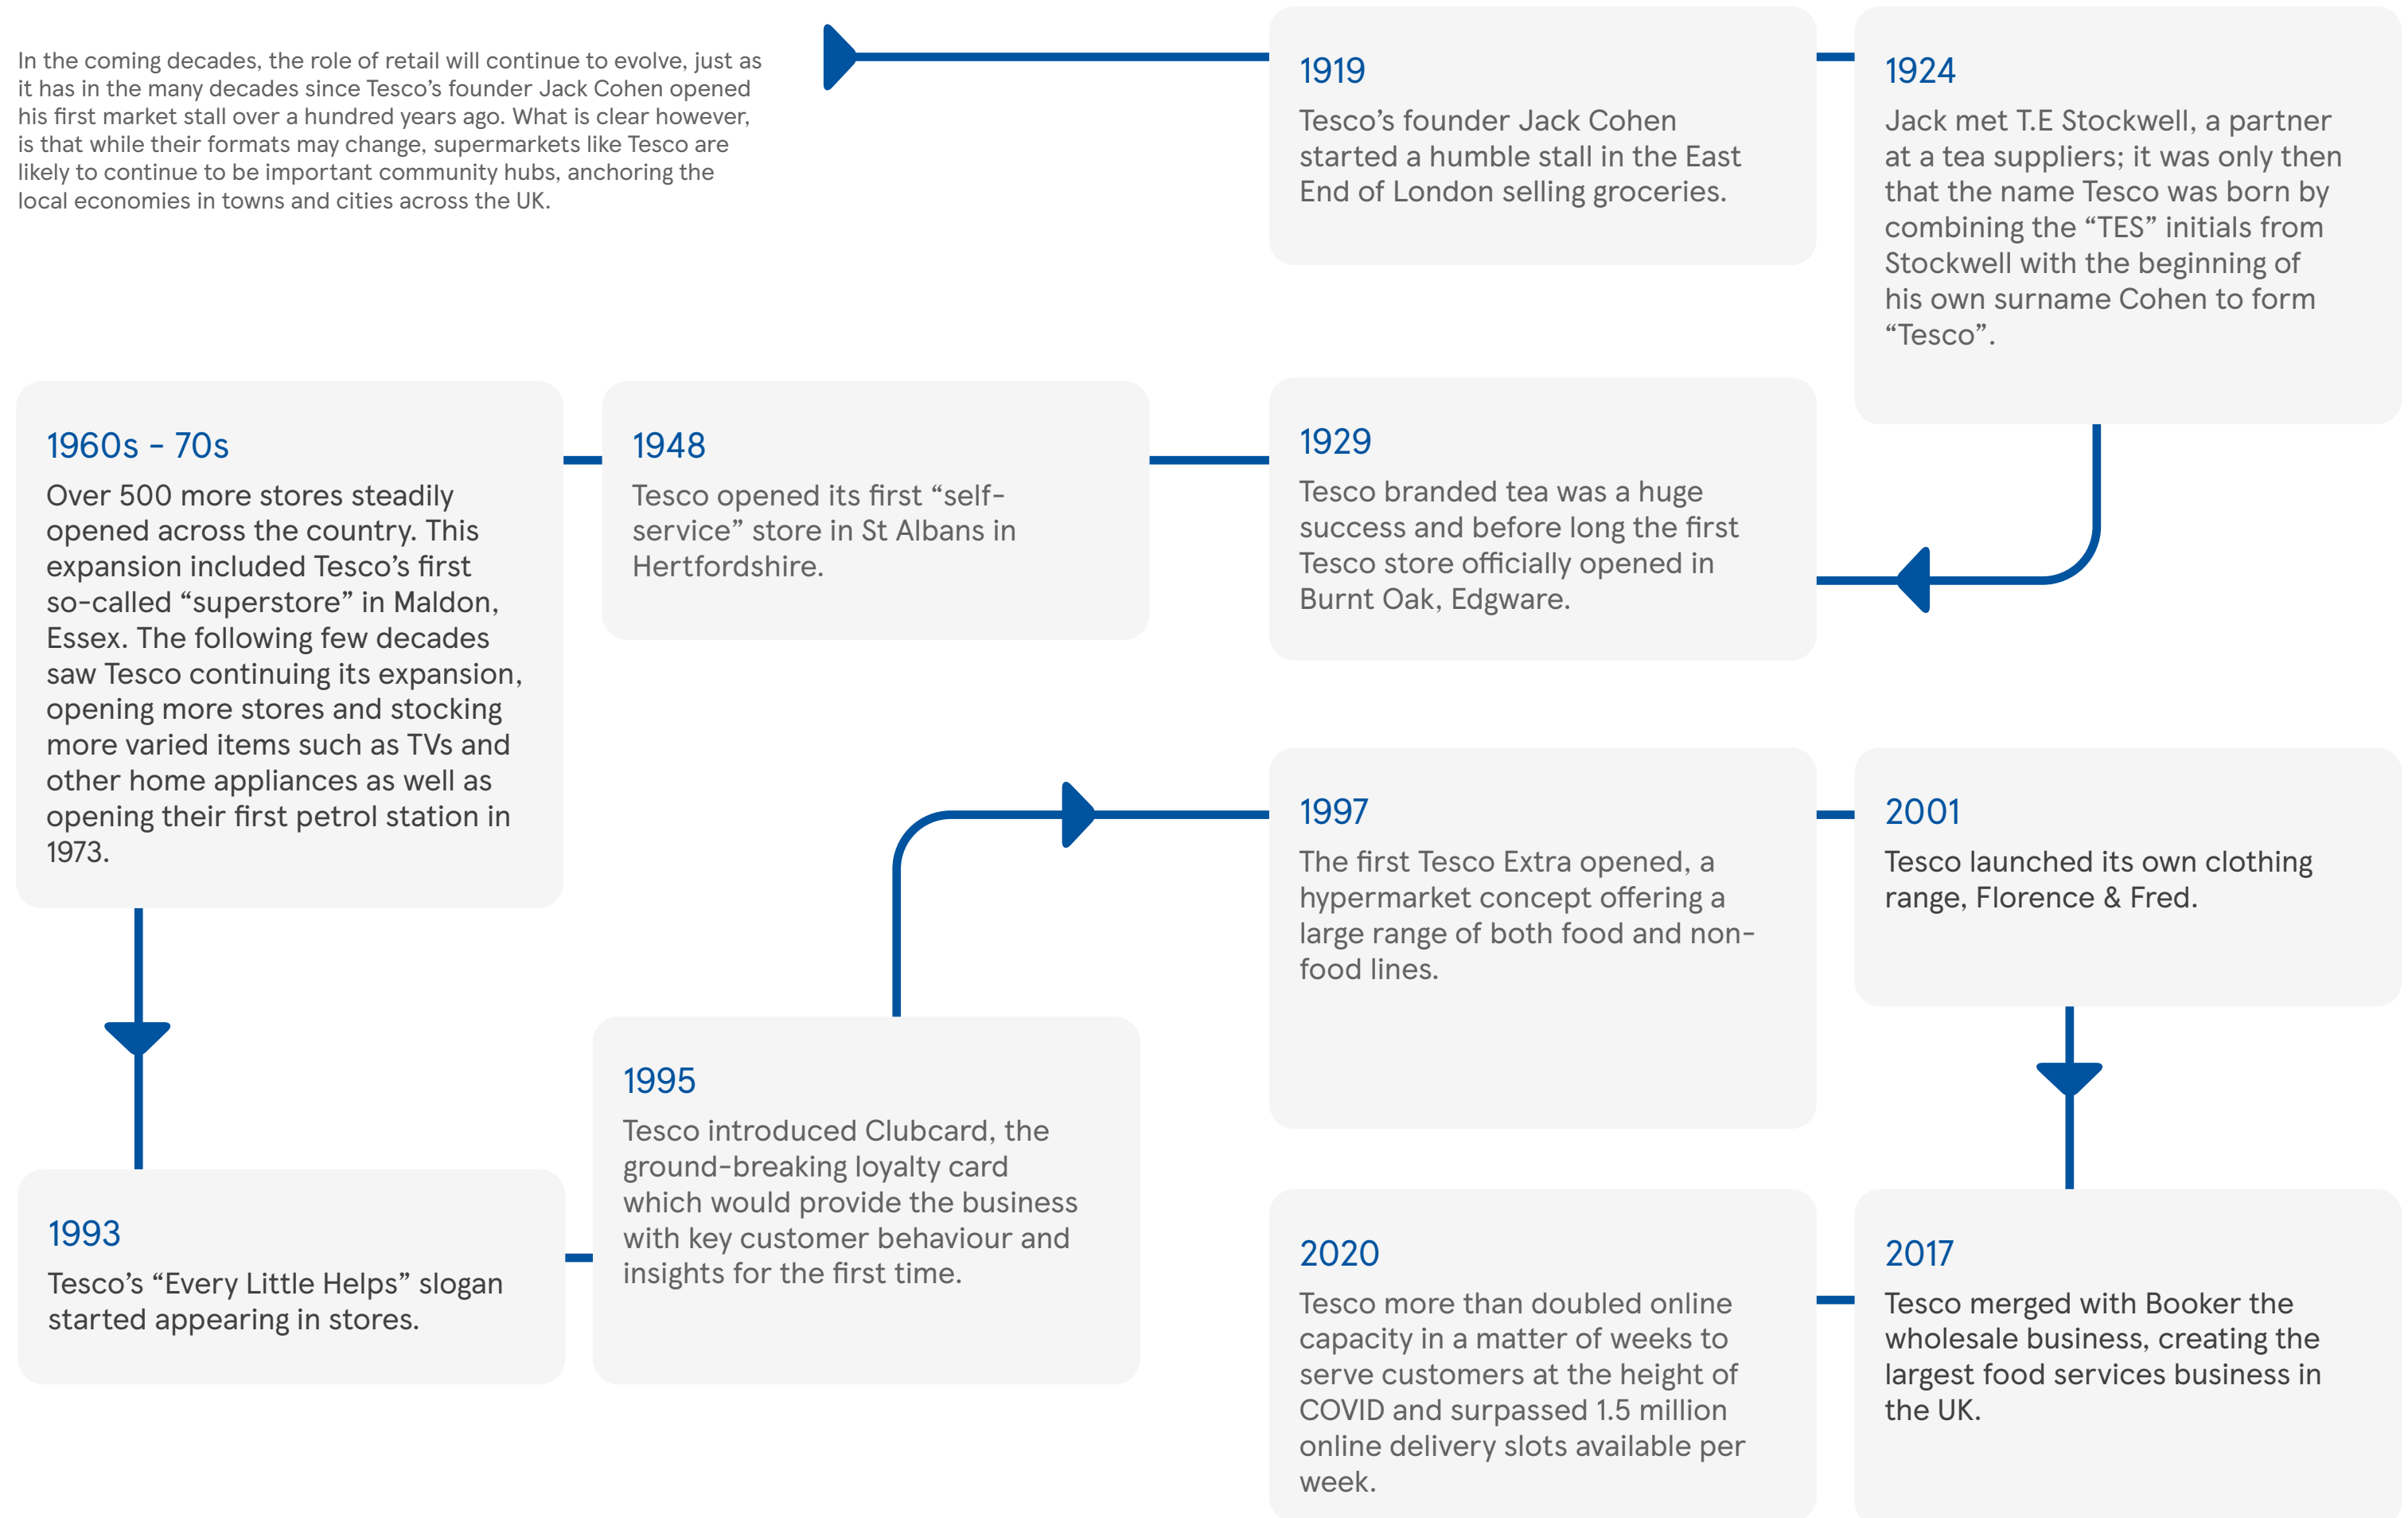 In the coming decades, the role of retail will continue to evolve, just as
it has in the many decades since Tesco’s founder Jack Cohen opened
his first market stall over a hundred years ago. What is clear however,
is that while their formats may change, supermarkets like Tesco are
likely to continue to be important community hubs, anchoring the
local economies in towns and cities across the UK.
1919
Tesco’s founder Jack Cohen
started a humble stall in the East
End of London selling groceries.
1924
Jack met T.E Stockwell, a partner
at a tea suppliers; it was only then
that the name Tesco was born by
combining the “TES” initials from
Stockwell with the beginning of
his own surname Cohen to form
“Tesco”.
1929
Tesco branded tea was a huge
success and before long the first
Tesco store officially opened in
Burnt Oak, Edgware.
1948
Tesco opened its first “self-
service” store in St Albans in
Hertfordshire.
1960s - 70s
Over 500 more stores steadily
opened across the country. This
expansion included Tesco’s first
so-called “superstore” in Maldon,
Essex. The following few decades
saw Tesco continuing its expansion,
opening more stores and stocking
more varied items such as TVs and
other home appliances as well as
opening their first petrol station in
1973.
1993
Tesco’s “Every Little Helps” slogan
started appearing in stores.
1995
Tesco introduced Clubcard, the
ground-breaking loyalty card
which would provide the business
with key customer behaviour and
insights for the first time.
1997
The first Tesco Extra opened, a
hypermarket concept offering a
large range of both food and non-
food lines.
2001
Tesco launched its own clothing
range, Florence & Fred.
2017
Tesco merged with Booker the
wholesale business, creating the
largest food services business in
the UK.
2020
Tesco more than doubled online
capacity in a matter of weeks to
serve customers at the height of
COVID and surpassed 1.5 million
online delivery slots available per
week.